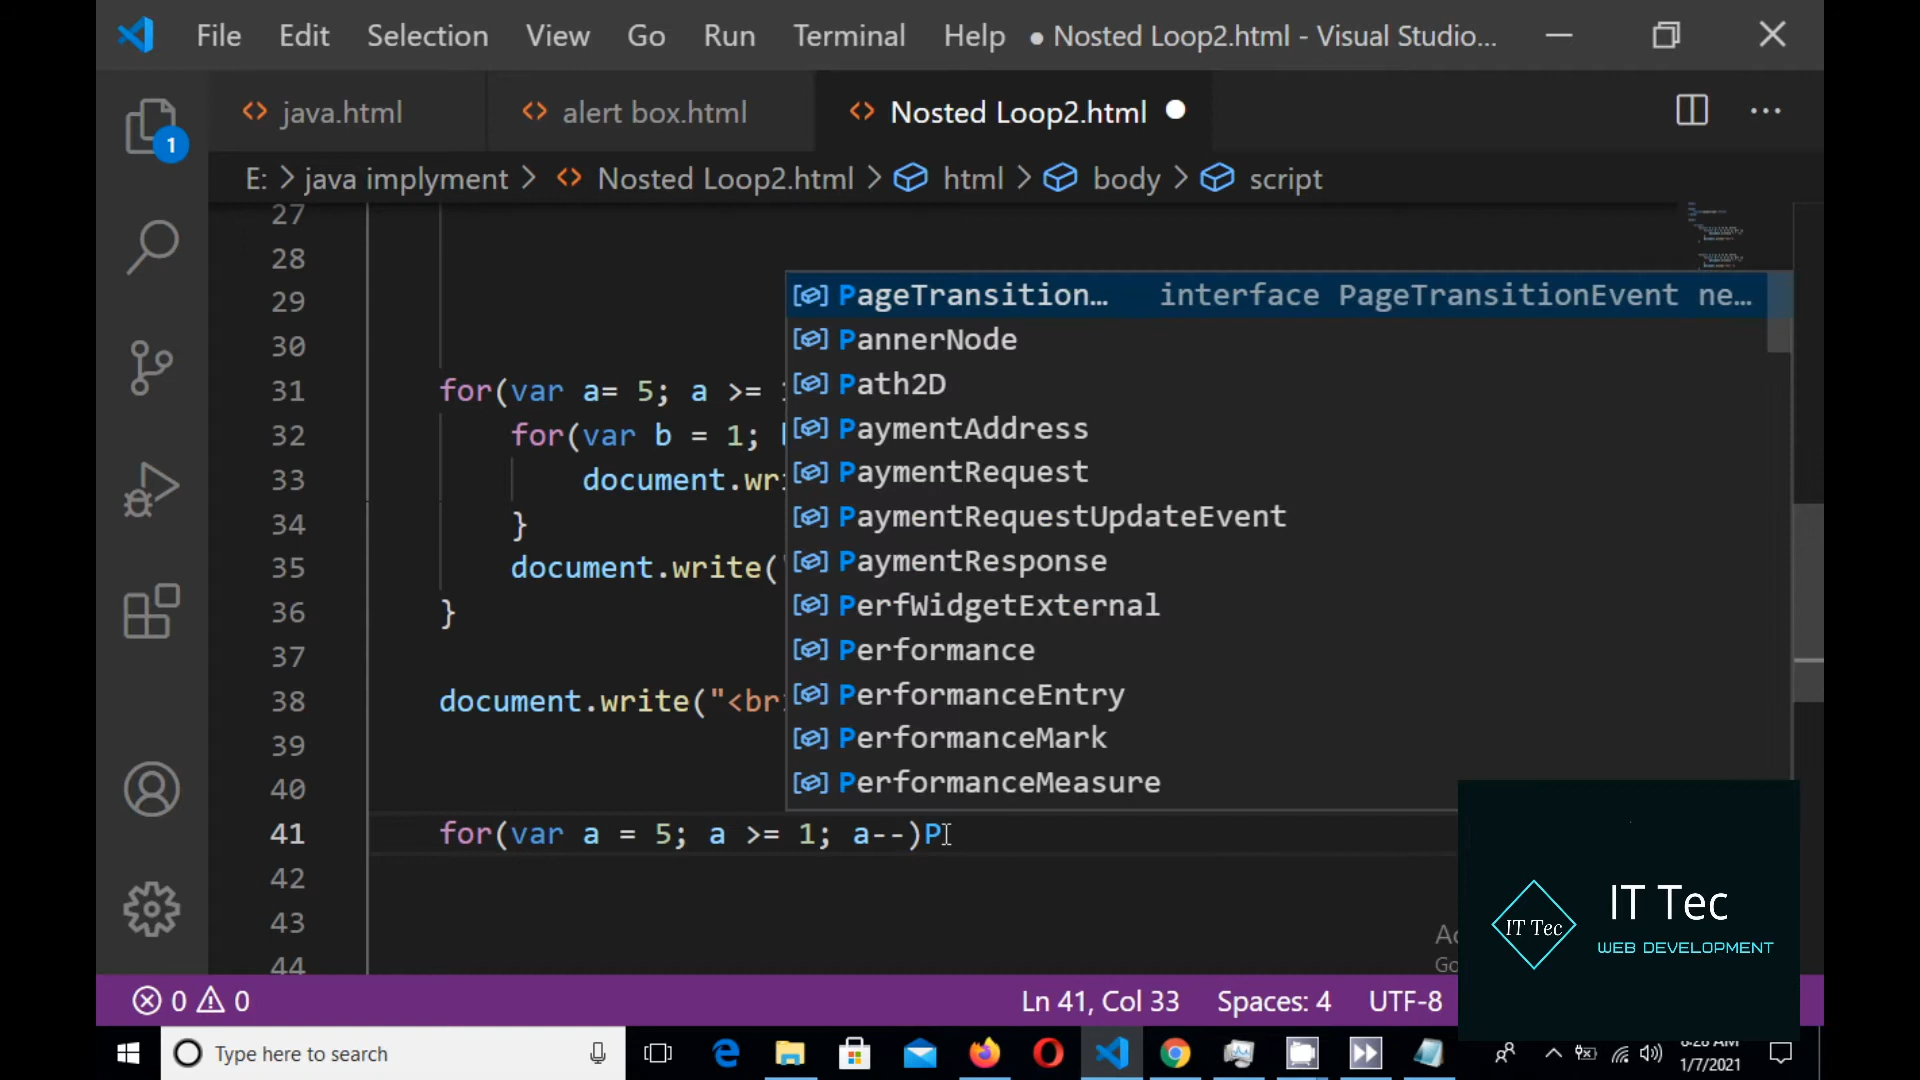 File Edit Selection View Go Run Terminal Help ● Nosted Loop2.html - Visual Studio...
java.html alert box.html Nosted Loop2.html
E: > java implyment > Nosted Loop2.html > html > body > script
27
28
29
30
31 for(var a= 5; a >=
32 for(var b = 1;
33 document.wri
34 }
35 document.write(
36 }
37
38 document.write("<br
39
40
41 for(var a = 5; a >= 1; a--)P
42
43
44
PageTransition... interface PageTransitionEvent ne...
PannerNode
Path2D
PaymentAddress
PaymentRequest
PaymentRequestUpdateEvent
PaymentResponse
PerfWidgetExternal
Performance
PerformanceEntry
PerformanceMark
PerformanceMeasure
1
IT Tec
IT Tec
WEB DEVELOPMENT
0 0 Ln 41, Col 33 Spaces: 4 UTF-8
Type here to search
1/7/2021